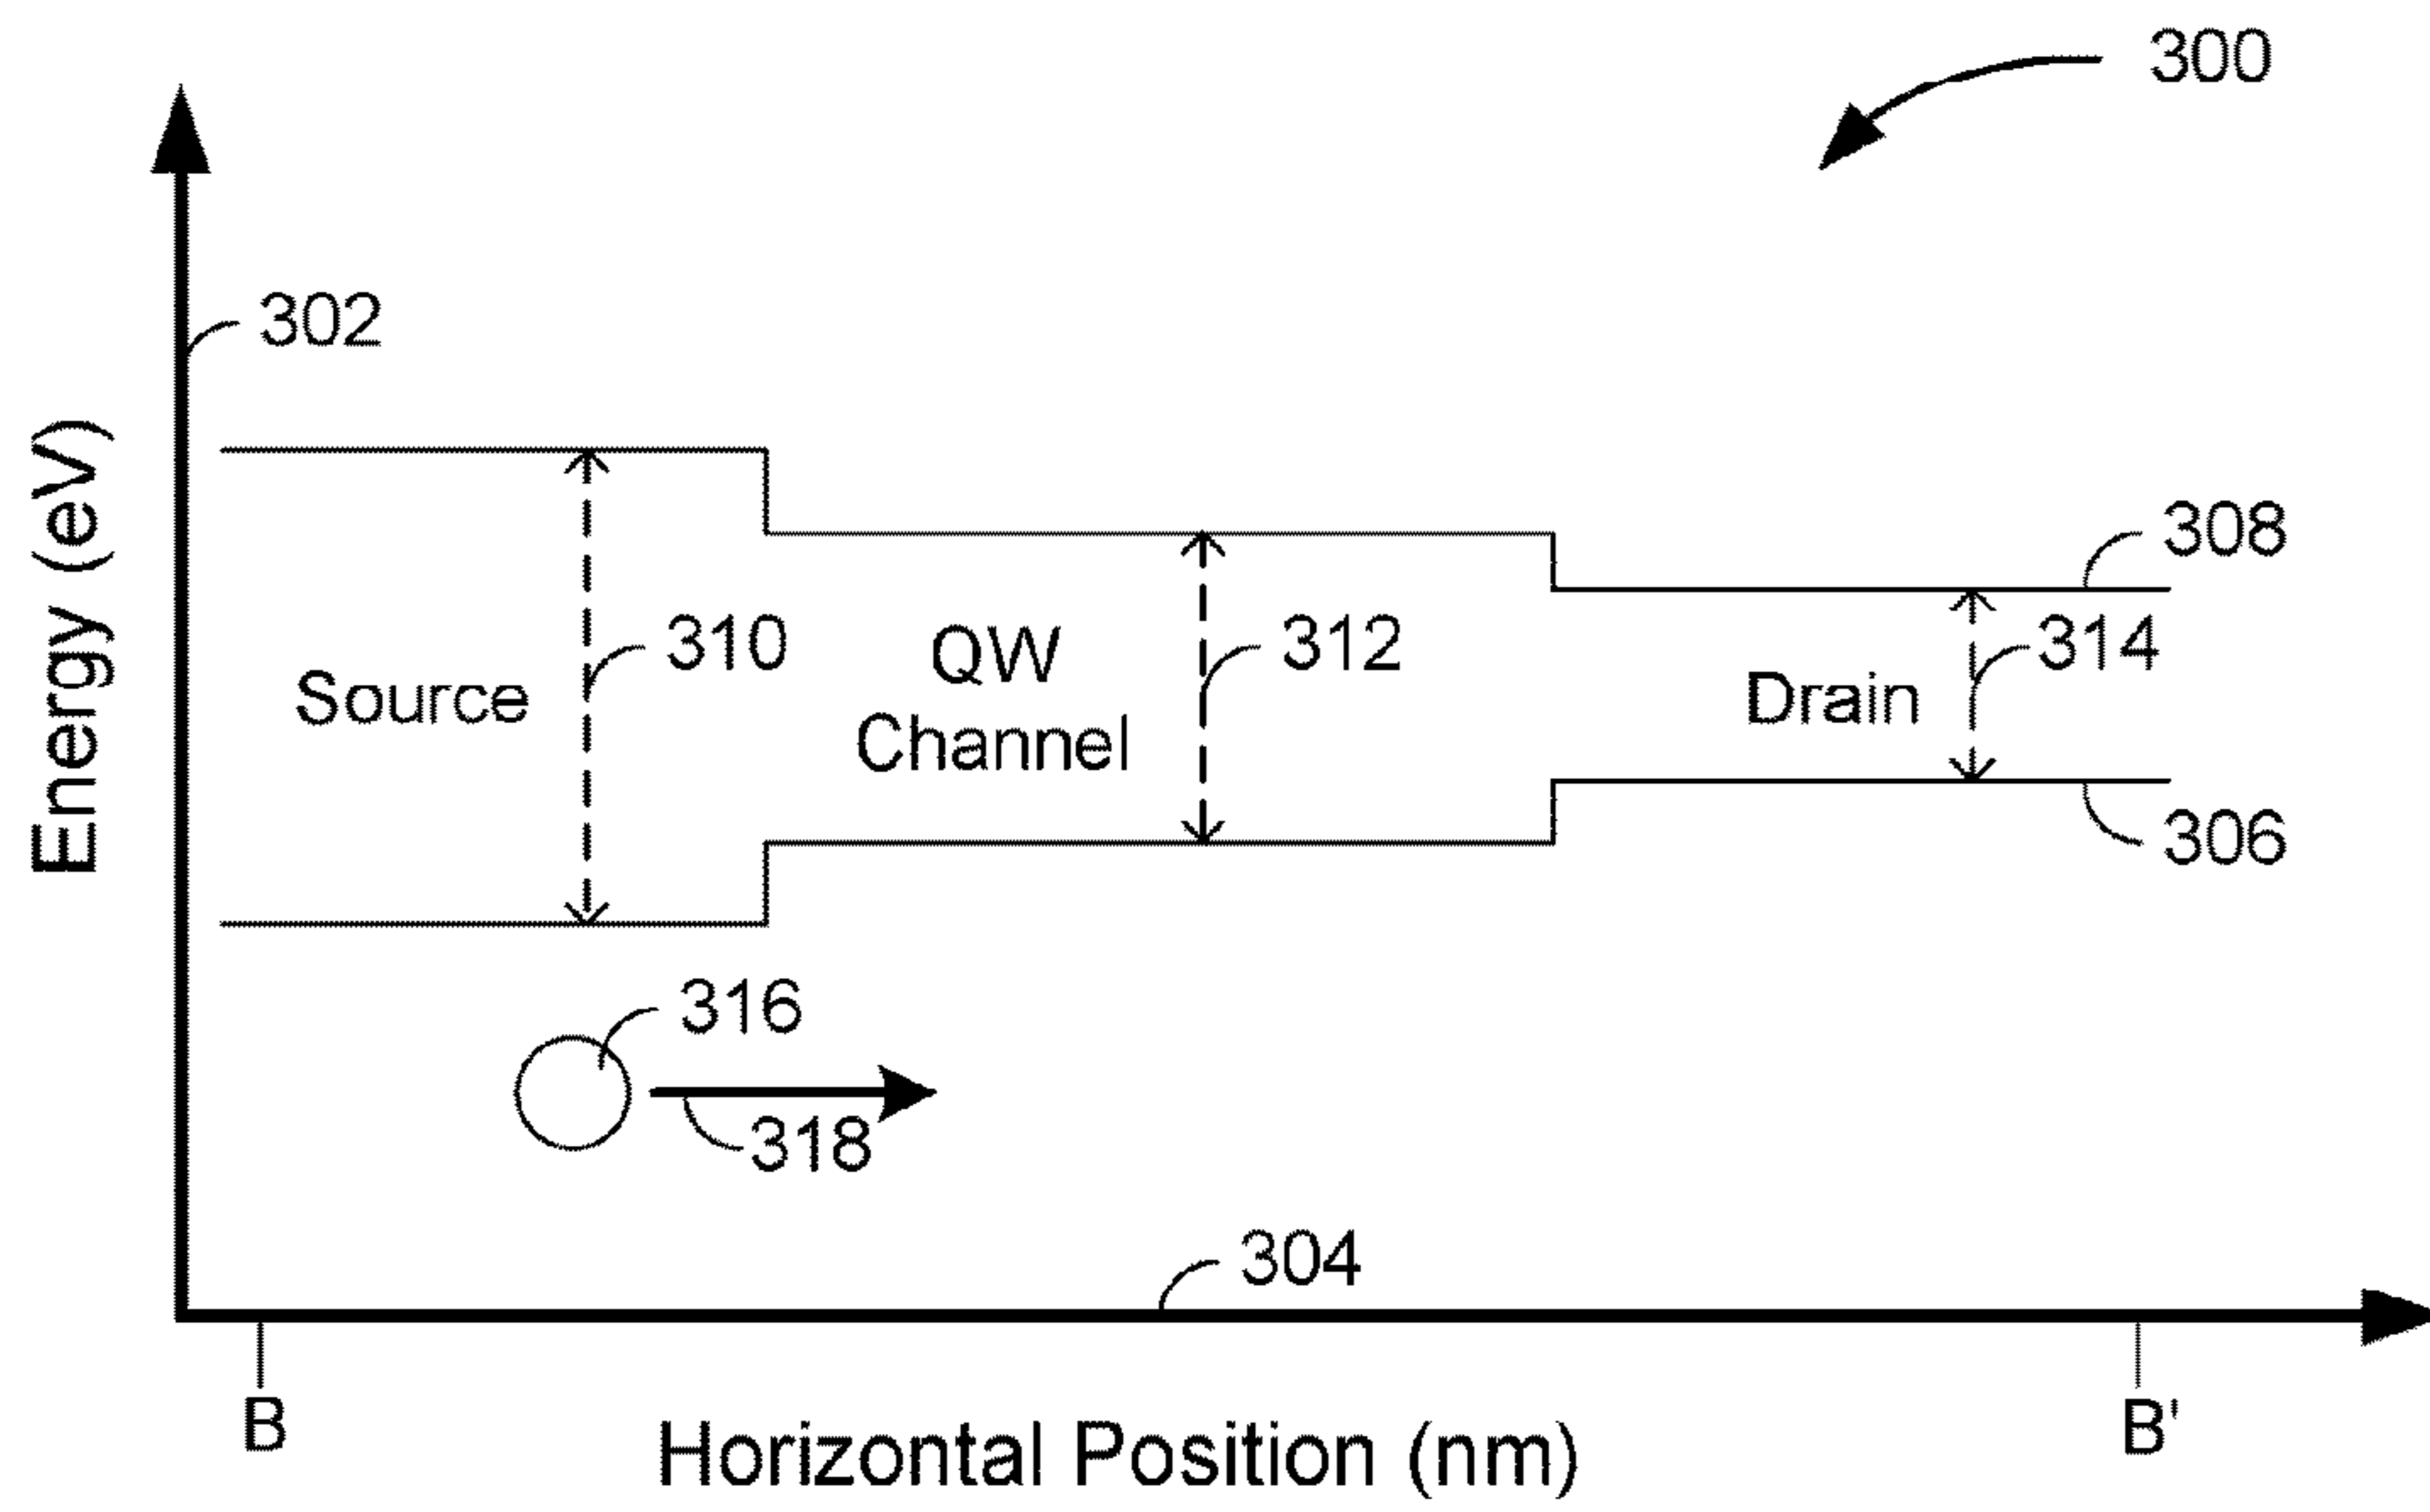 300
302
Energy (eV)
308
310
QW
312
314
Source
Channel
Drain
306
316
318
304
B
B'
Horizontal Position (nm)